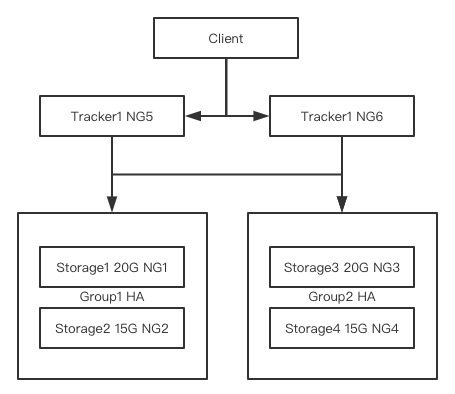 Client
Tracker1 NG5
Tracker1 NG6
Storage1 20G NG1
Storage3 20G NG3
Group1 HA
Group2 HA
Storage2 15G NG2
Storage4 15G NG4